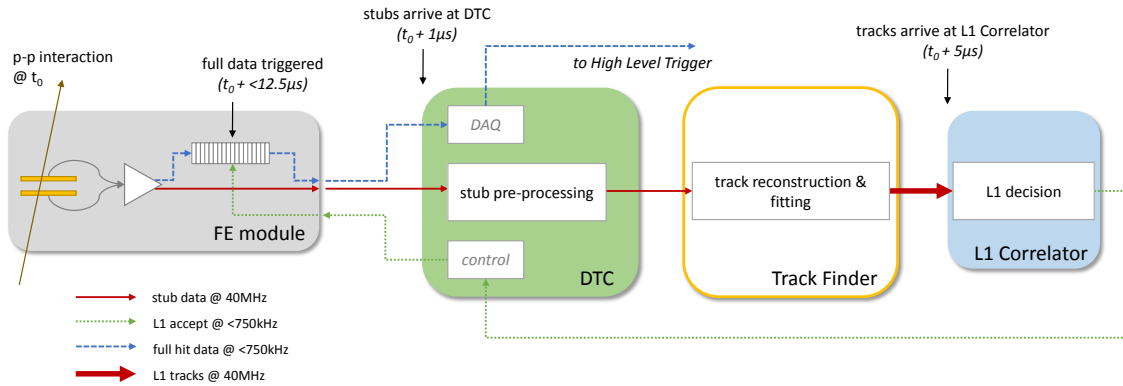 stubs arrive at DTC
(t0 + 1μs)
tracks arrive at L1 Correlator
(t0 + 5μs)
p-p interaction
@ t0
full data triggered
(t0 + <12.5μs)
to High Level Trigger
DAQ
stub pre-processing
track reconstruction &
fitting
L1 decision
control
FE module
DTC
Track Finder
L1 Correlator
stub data @ 40MHz
L1 accept @ <750kHz
full hit data @ <750kHz
L1 tracks @ 40MHz